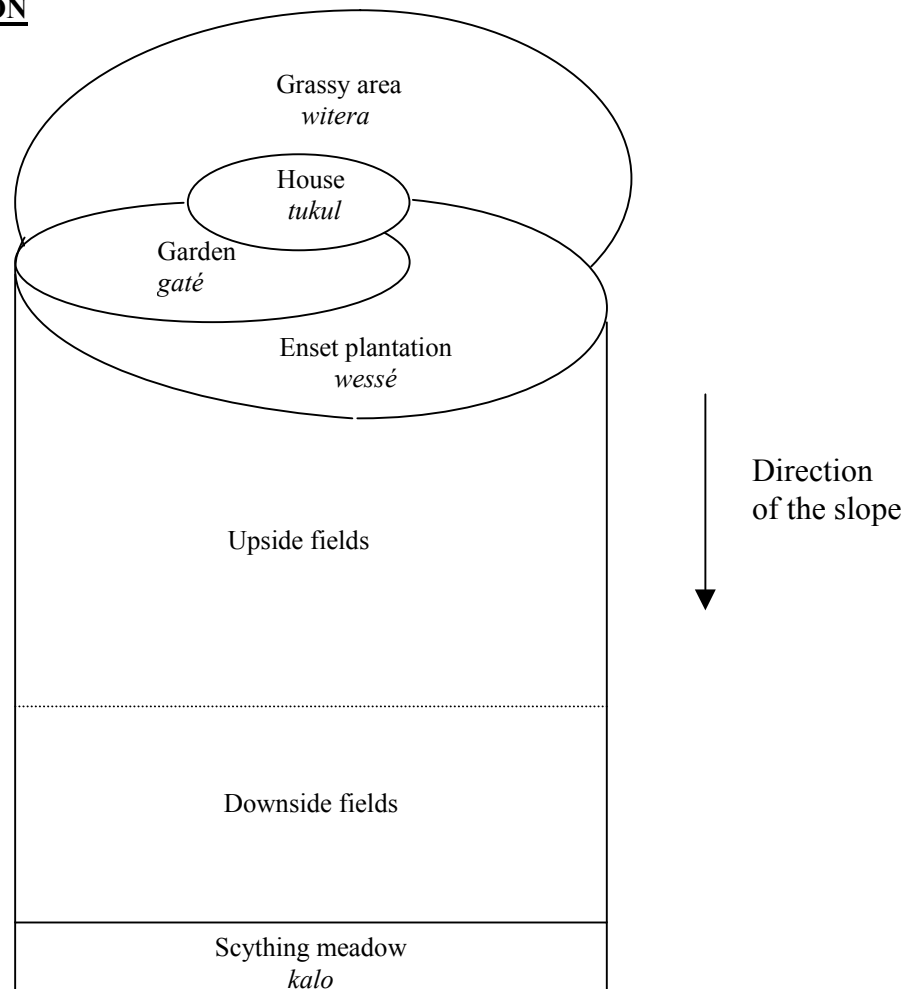 ON
Grassy area
witera
House
tukul
Garden
gaté
Enset plantation
wessé
Direction
of the slope
Upside fields
Downside fields
Scything meadow
kalo